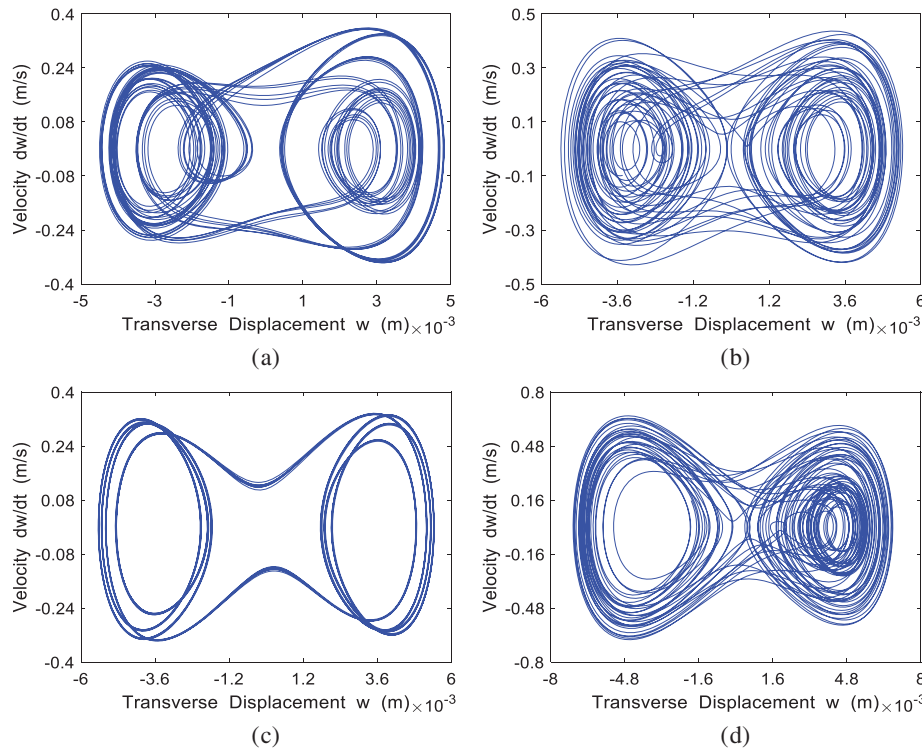 0.4
0.24
0.08
-0.08
-0.24
-0.4
Velocity dw/dt (m/s)
-5 -3 -1 1 3 5
Transverse Displacement w (m)×10⁻³
(a)
0.5
0.3
0.1
-0.1
-0.3
-0.5
Velocity dw/dt (m/s)
-6 -3.6 -1.2 1.2 3.6 6
Transverse Displacement w (m)×10⁻³
(b)
0.4
0.24
0.08
-0.08
-0.24
-0.4
Velocity dw/dt (m/s)
-6 -3.6 -1.2 1.2 3.6 6
Transverse Displacement w (m)×10⁻³
(c)
0.8
0.48
0.16
-0.16
-0.48
-0.8
Velocity dw/dt (m/s)
-8 -4.8 -1.6 1.6 4.8 8
Transverse Displacement w (m)×10⁻³
(d)